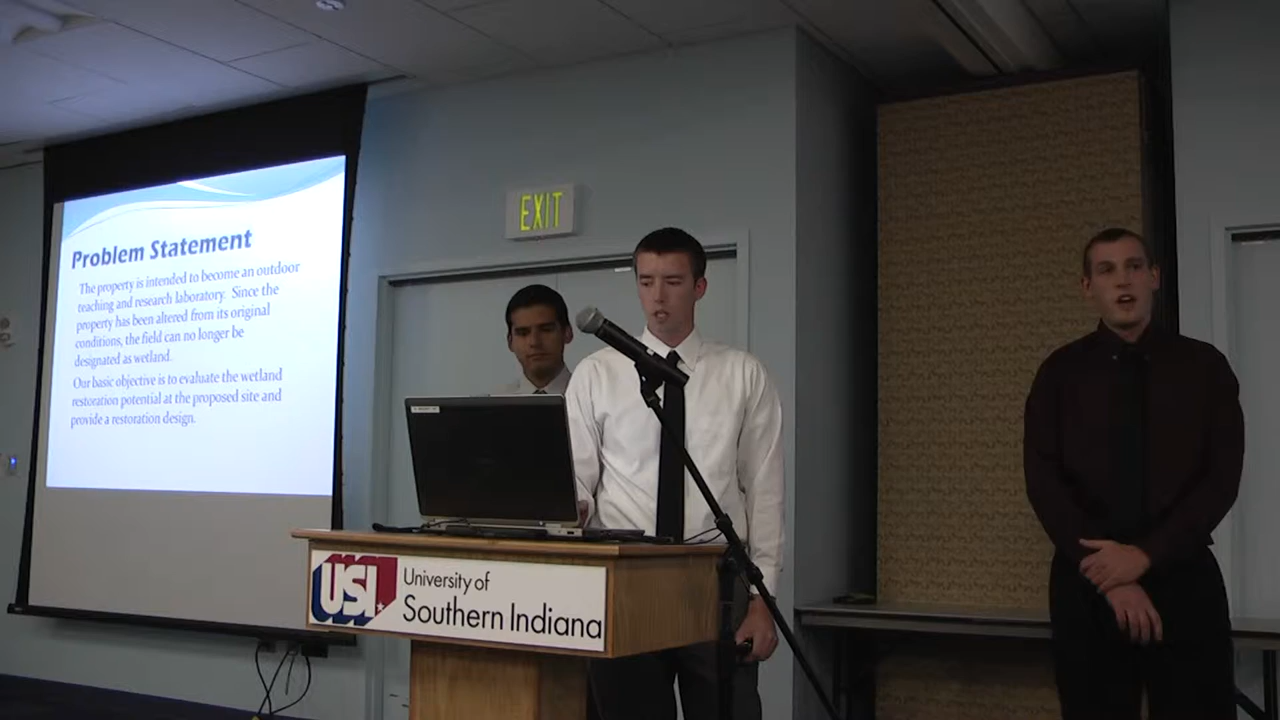 Problem Statement
The property is intended to become an outdoor
teaching and research laboratory. Since the
property has been altered from its original
conditions, the field can no longer be
designated as wetland.
Our basic objective is to evaluate the wetland
restoration potential at the proposed site and
provide a restoration design.
EXIT
USI
University of
Southern Indiana